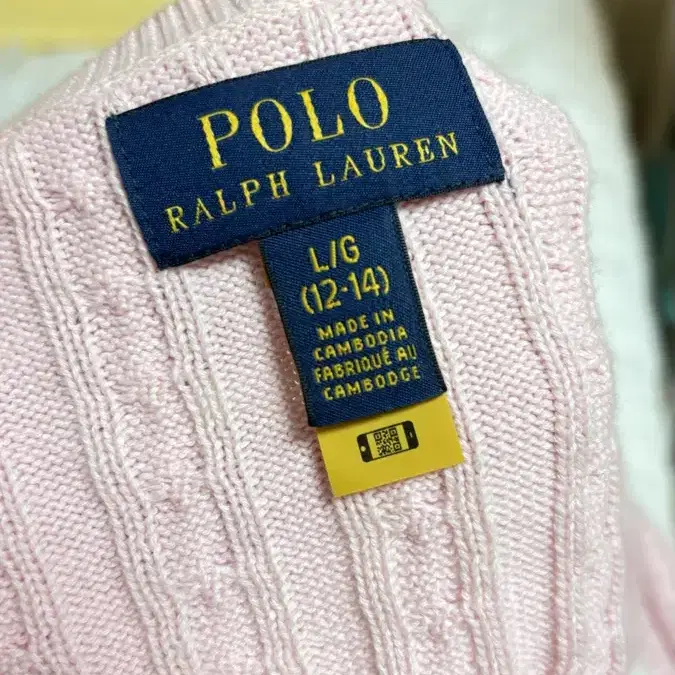 POLO
RALPH LAUREN
L/G
(12-14)
MADE IN
CAMBODIA
FABRIQUÉ AU
CAMBODGE